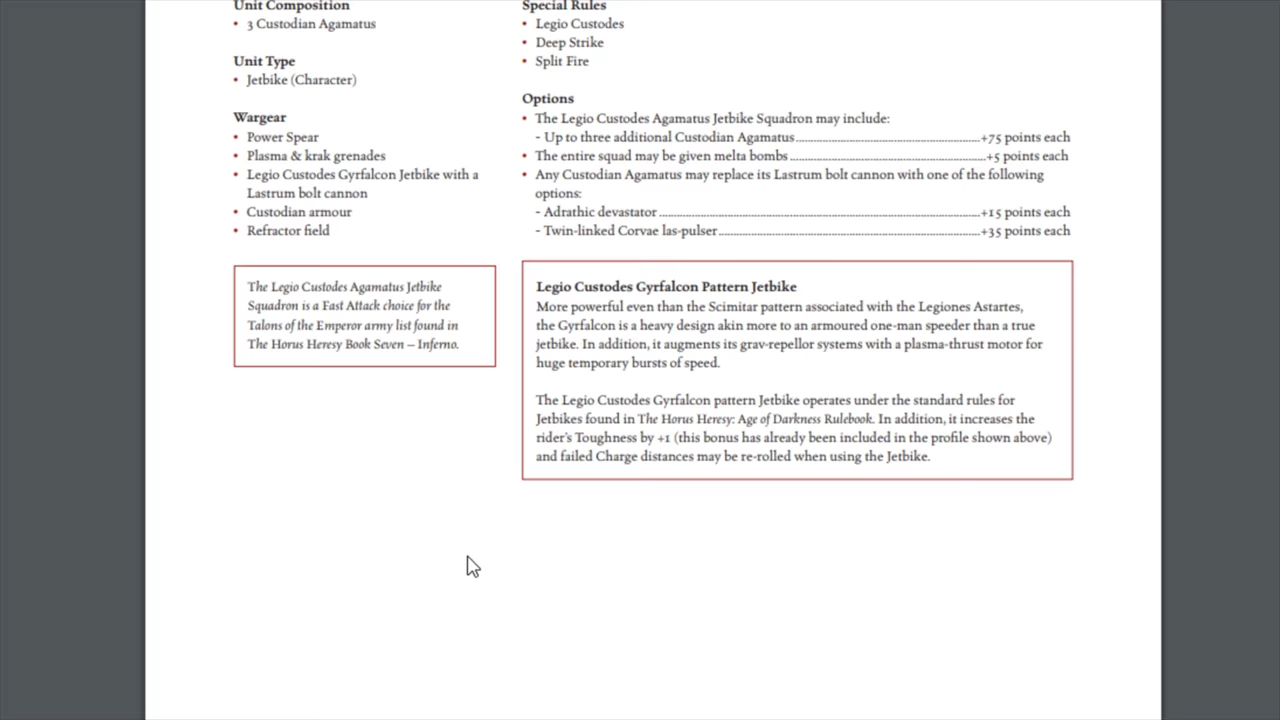 Unit Composition
• 3 Custodian Agamatus
Unit Type
• Jetbike (Character)
Wargear
• Power Spear
• Plasma & krak grenades
• Legio Custodes Gyrfalcon Jetbike with a
Lastrum bolt cannon
• Custodian armour
• Refractor field
The Legio Custodes Agamatus Jetbike
Squadron is a Fast Attack choice for the
Talons of the Emperor army list found in
The Horus Heresy Book Seven – Inferno.
Special Rules
• Legio Custodes
• Deep Strike
• Split Fire
Options
• The Legio Custodes Agamatus Jetbike Squadron may include:
- Up to three additional Custodian Agamatus...+75 points each
• The entire squad may be given melta bombs...+5 points each
• Any Custodian Agamatus may replace its Lastrum bolt cannon with one of the following
options:
- Adrathic devastator...+15 points each
- Twin-linked Corvae las-pulser...+35 points each
Legio Custodes Gyrfalcon Pattern Jetbike
More powerful even than the Scimitar pattern associated with the Legiones Astartes,
the Gyrfalcon is a heavy design akin more to an armoured one-man speeder than a true
jetbike. In addition, it augments its grav-repellor systems with a plasma-thrust motor for
huge temporary bursts of speed.
The Legio Custodes Gyrfalcon pattern Jetbike operates under the standard rules for
Jetbikes found in The Horus Heresy: Age of Darkness Rulebook. In addition, it increases the
rider's Toughness by +1 (this bonus has already been included in the profile shown above)
and failed Charge distances may be re-rolled when using the Jetbike.